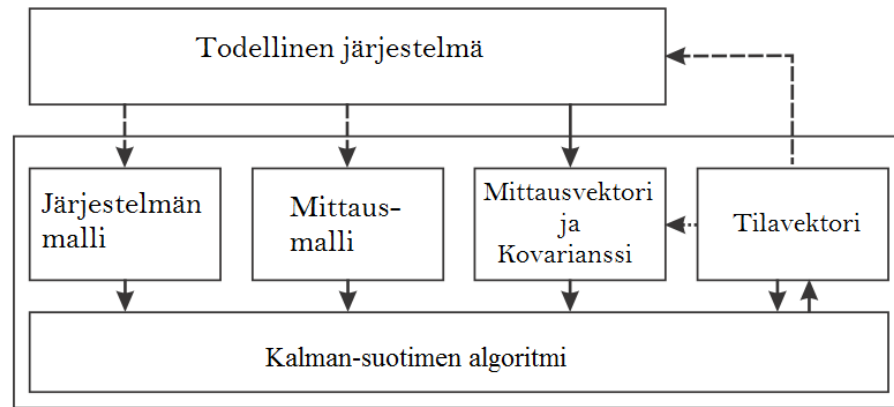 Todellinen järjestelmä
Järjestelmän
malli
Mittaus-
malli
Mittausvektori
ja
Kovarianssi
Tilavektori
Kalman-suotimen algoritmi